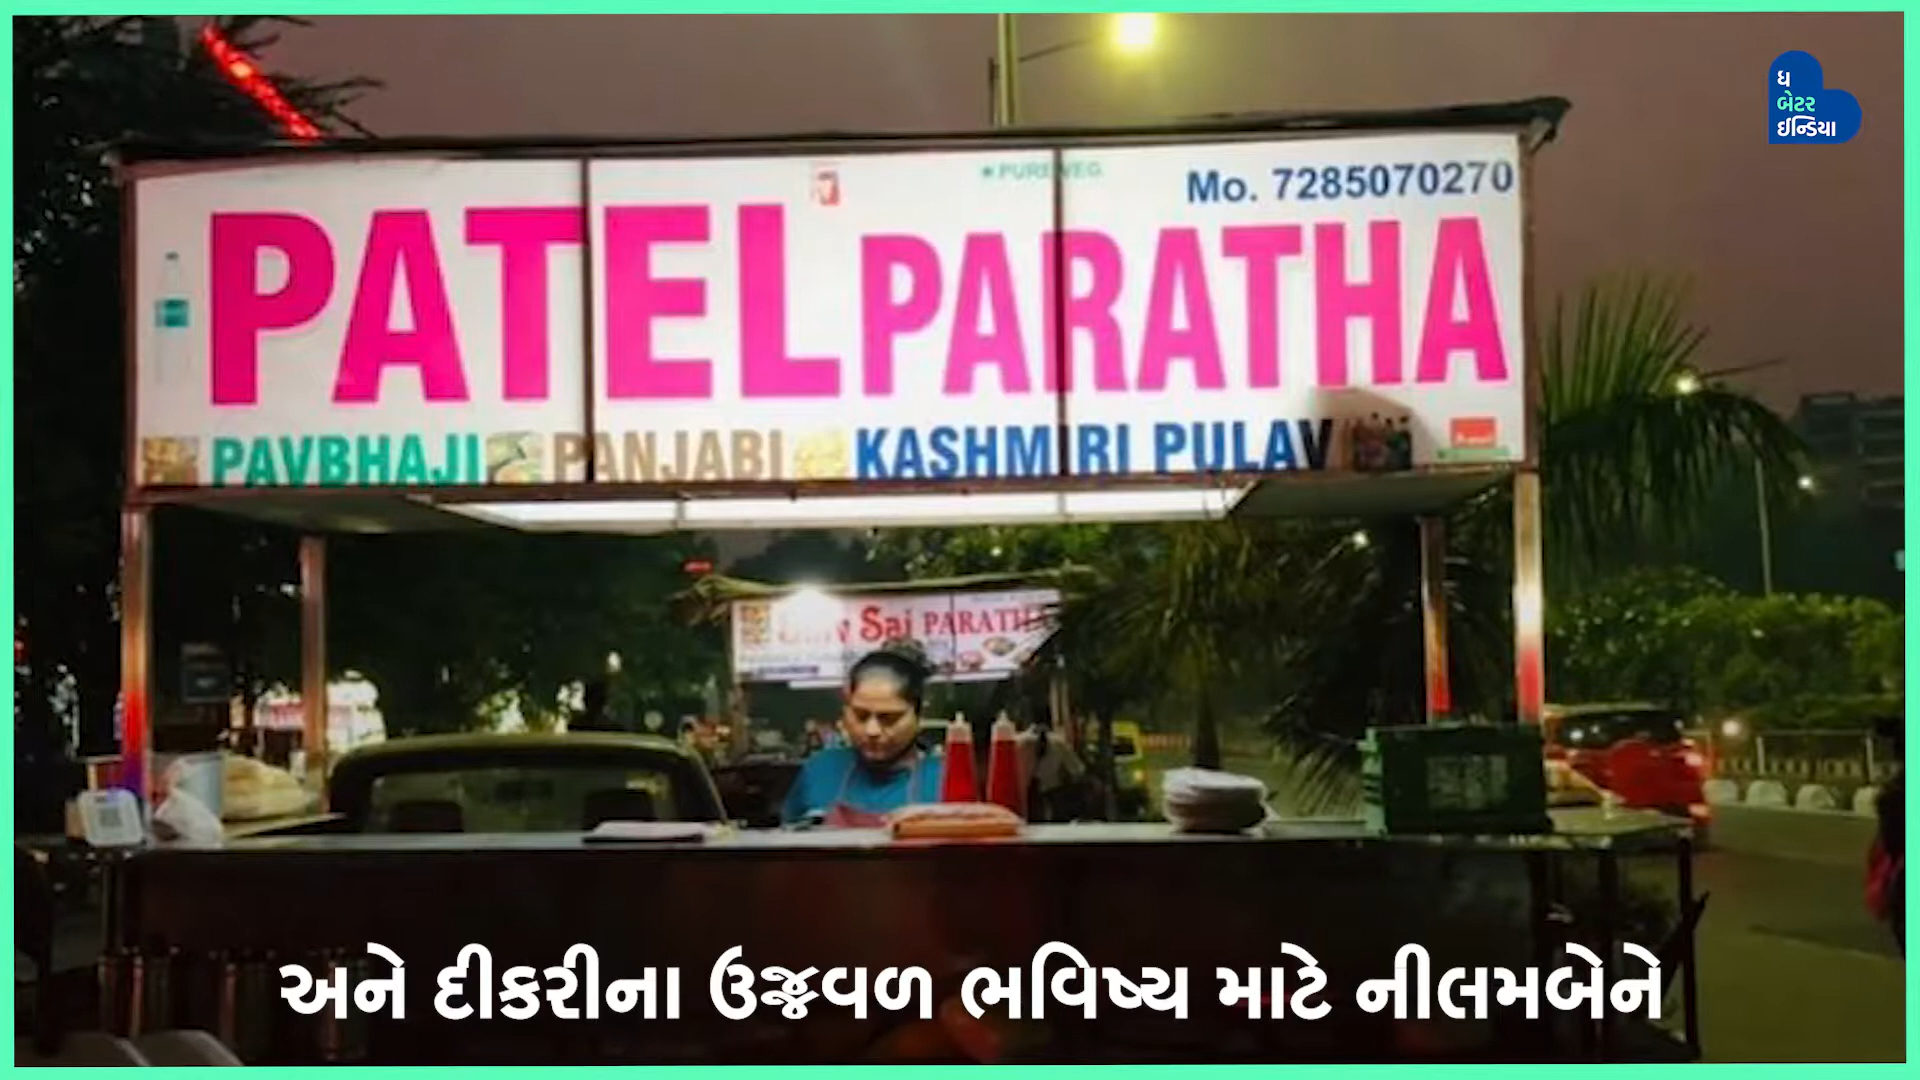 ધ
બેટર
ઈન્ડિયા
PURE VEG
Mo. 7285070270
PATEL PARATHA
PAVBHAJI PANJABI KASHMIRI PULAV
Sai PARATHA
અને દીકરીના ઉજ્જવળ ભવિષ્ય માટે નીલમબેને